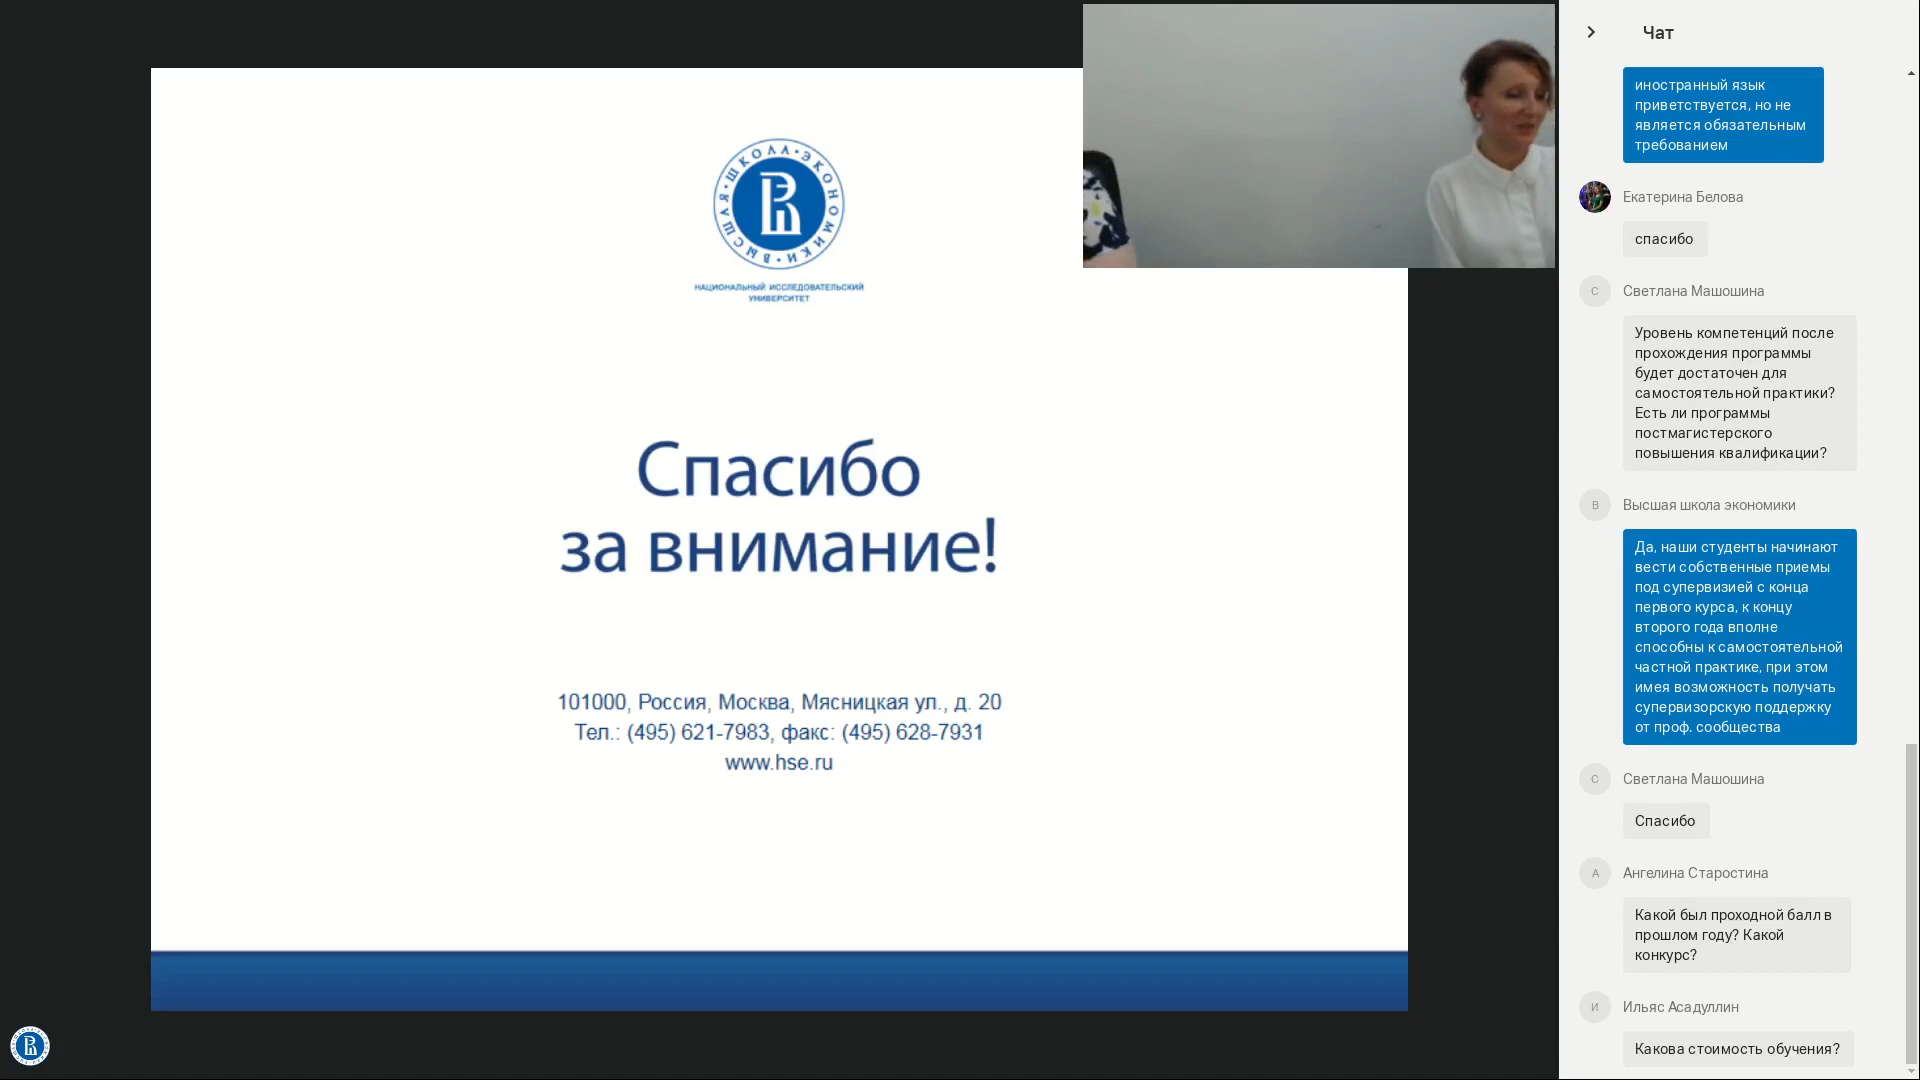 ВЫСШАЯ · ШКОЛА · ЭКОНОМИКИ ·
НАЦИОНАЛЬНЫЙ ИССЛЕДОВАТЕЛЬСКИЙ
УНИВЕРСИТЕТ
Спасибо
за внимание!
101000, Россия, Москва, Мясницкая ул., д. 20
Тел.: (495) 621-7983, факс: (495) 628-7931
www.hse.ru
Чат
иностранный язык
приветствуется, но не
является обязательным
требованием
Екатерина Белова
спасибо
С
Светлана Машошина
Уровень компетенций после
прохождения программы
будет достаточен для
самостоятельной практики?
Есть ли программы
постмагистерского
повышения квалификации?
В
Высшая школа экономики
Да, наши студенты начинают
вести собственные приемы
под супервизией с конца
первого курса, к концу
второго года вполне
способны к самостоятельной
частной практике, при этом
имея возможность получать
супервизорскую поддержку
от проф. сообщества
С
Светлана Машошина
Спасибо
А
Ангелина Старостина
Какой был проходной балл в
прошлом году? Какой
конкурс?
И
Ильяс Асадуллин
Какова стоимость обучения?